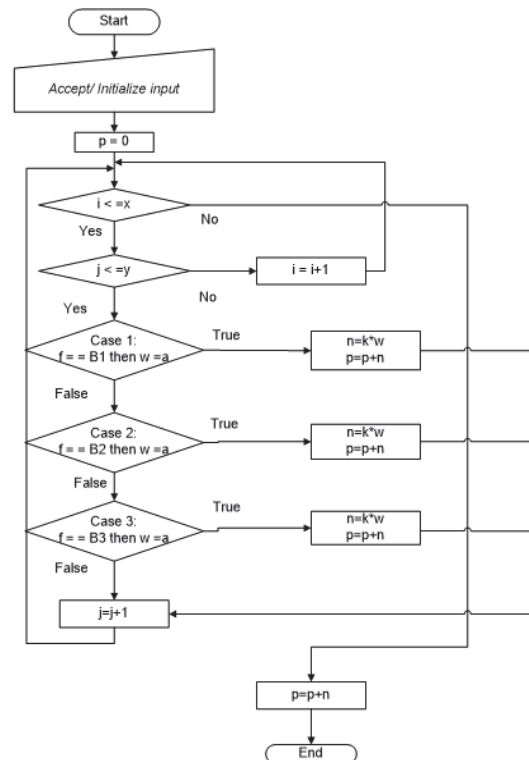 Start
Accept/ Initialize input
p = 0
i < =x
No
Yes
j < =y
i = i+1
Yes
No
Case 1:
f = = B1 then w =a
True
n=k*w
p=p+n
False
Case 2:
f = = B2 then w =a
True
n=k*w
p=p+n
False
Case 3:
f = = B3 then w =a
True
n=k*w
p=p+n
False
j=j+1
p=p+n
End